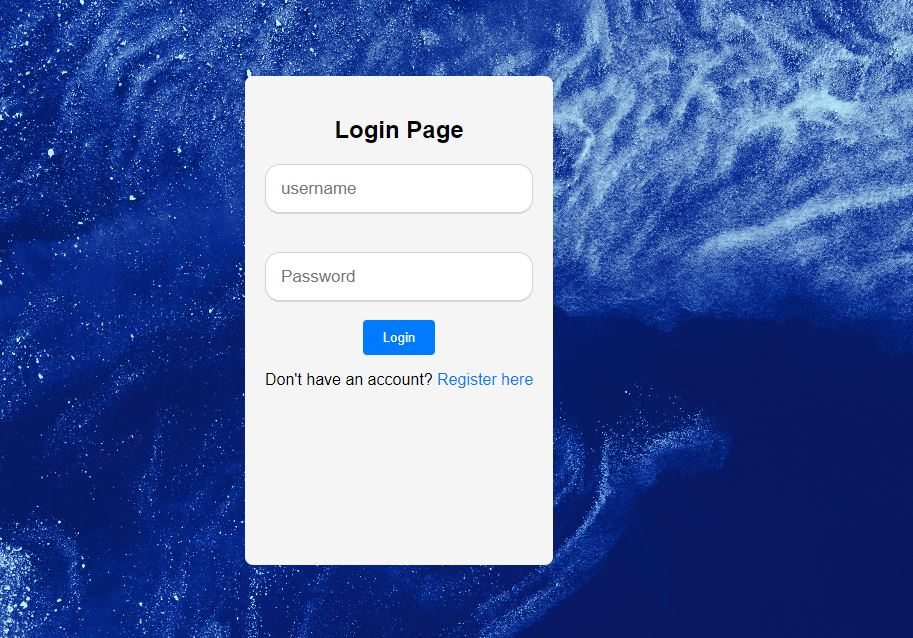 Login Page
username
Password
Login
Don't have an account? Register here